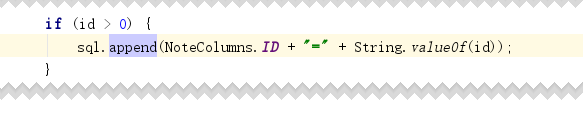 if (id > 0) {
sql.append(NoteColumns.ID + "=" + String.valueOf(id));
}